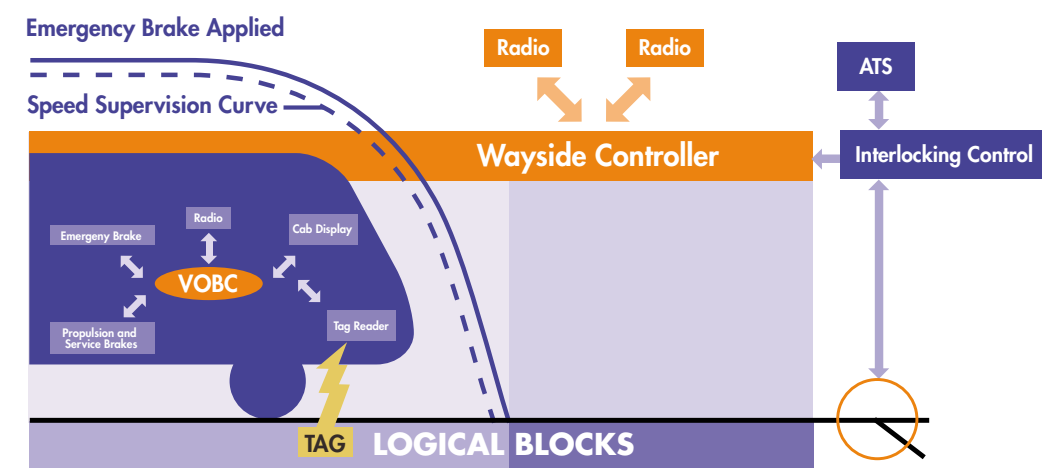 Emergency Brake Applied
Speed Supervision Curve
Radio
Radio
ATS
Wayside Controller
Interlocking Control
Radio
Emergeny Brake
Cab Display
VOBC
Propulsion and
Service Brakes
Tag Reader
TAG
LOGICAL BLOCKS